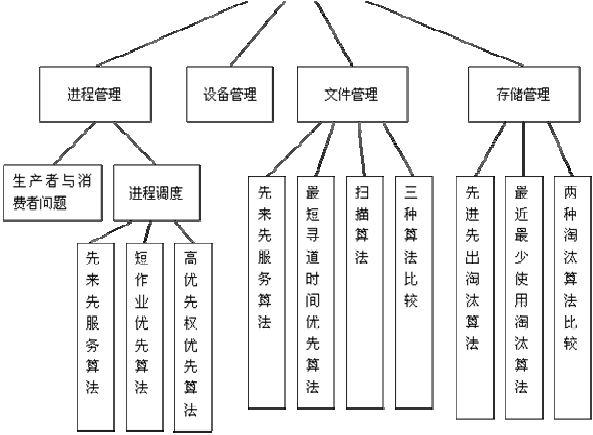 进程管理
设备管理
文件管理
存储管理
生产者与消
费者问题
进程调度
先来先服务算法
短作业优先算法
高优先权优先算法
先来先服务算法
最短寻道时间优先算法
扫描算法
三种算法比较
先进先出淘汰算法
最近最少使用淘汰算法
两种淘汰算法比较